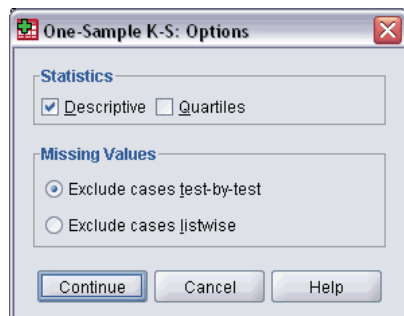 One-Sample K-S: Options
Statistics
Descriptive Quartiles
Missing Values
Exclude cases test-by-test
Exclude cases listwise
Continue Cancel Help